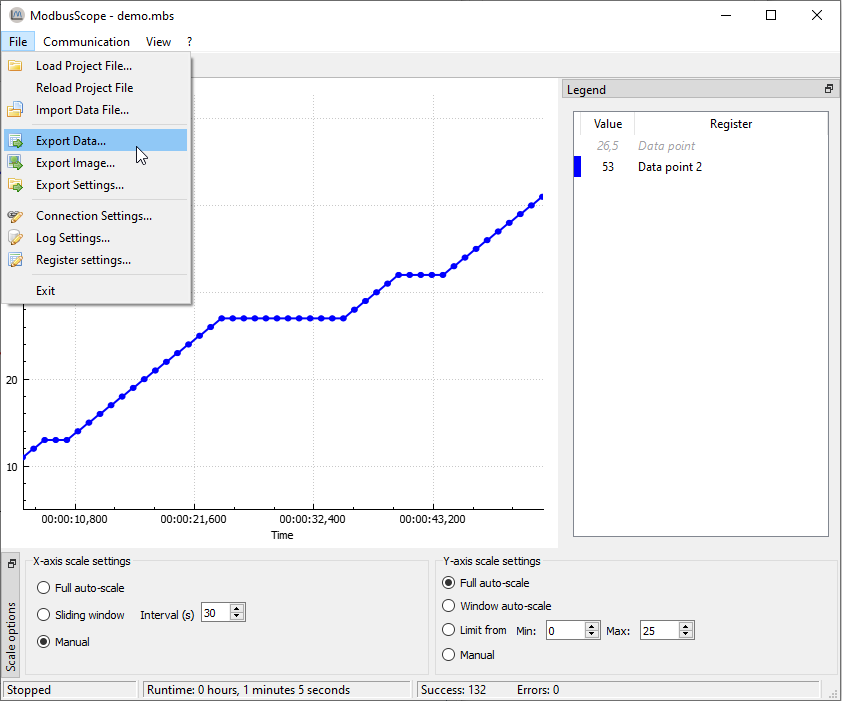 ModbusScope - demo.mbs
File Communication View ?
Load Project File...
Reload Project File
Import Data File...
Export Data...
Export Image...
Export Settings...
Connection Settings...
Log Settings...
Register settings...
Exit
20
10
00:00:10,800 00:00:21,600 00:00:32,400 00:00:43,200
Time
Legend
Value Register
26,5 Data point
53 Data point 2
Scale options
X-axis scale settings
Full auto-scale
Sliding window Interval (s) 30
Manual
Y-axis scale settings
Full auto-scale
Window auto-scale
Limit from Min: 0 Max: 25
Manual
Stopped Runtime: 0 hours, 1 minutes 5 seconds Success: 132 Errors: 0